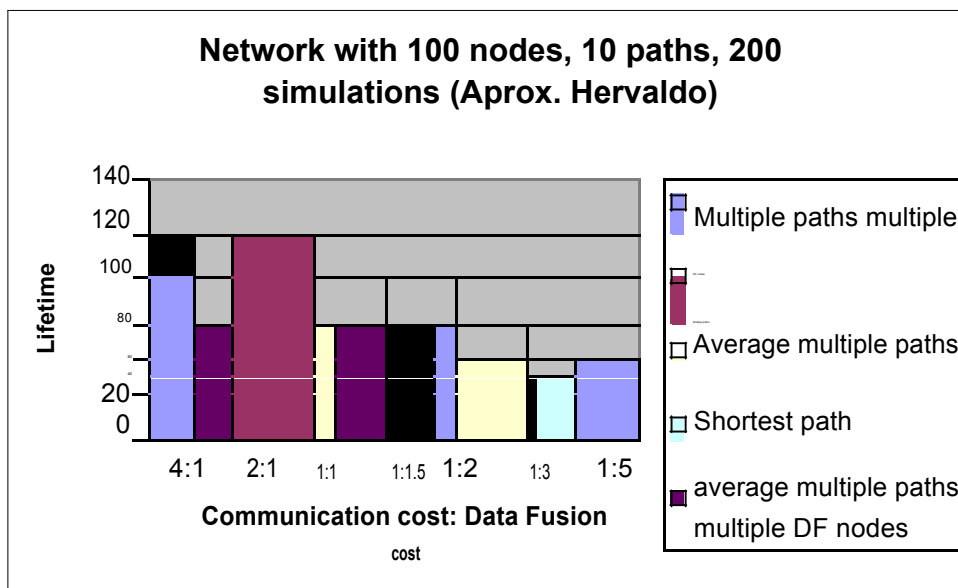 Network with 100 nodes, 10 paths, 200
simulations (Aprox. Hervaldo)
Lifetime
140
120
100
80
20
0
4:1 2:1 1:1 1:1.5 1:2 1:3 1:5
Communication cost: Data Fusion
cost
Multiple paths multiple
Average multiple paths
Shortest path
average multiple paths
multiple DF nodes